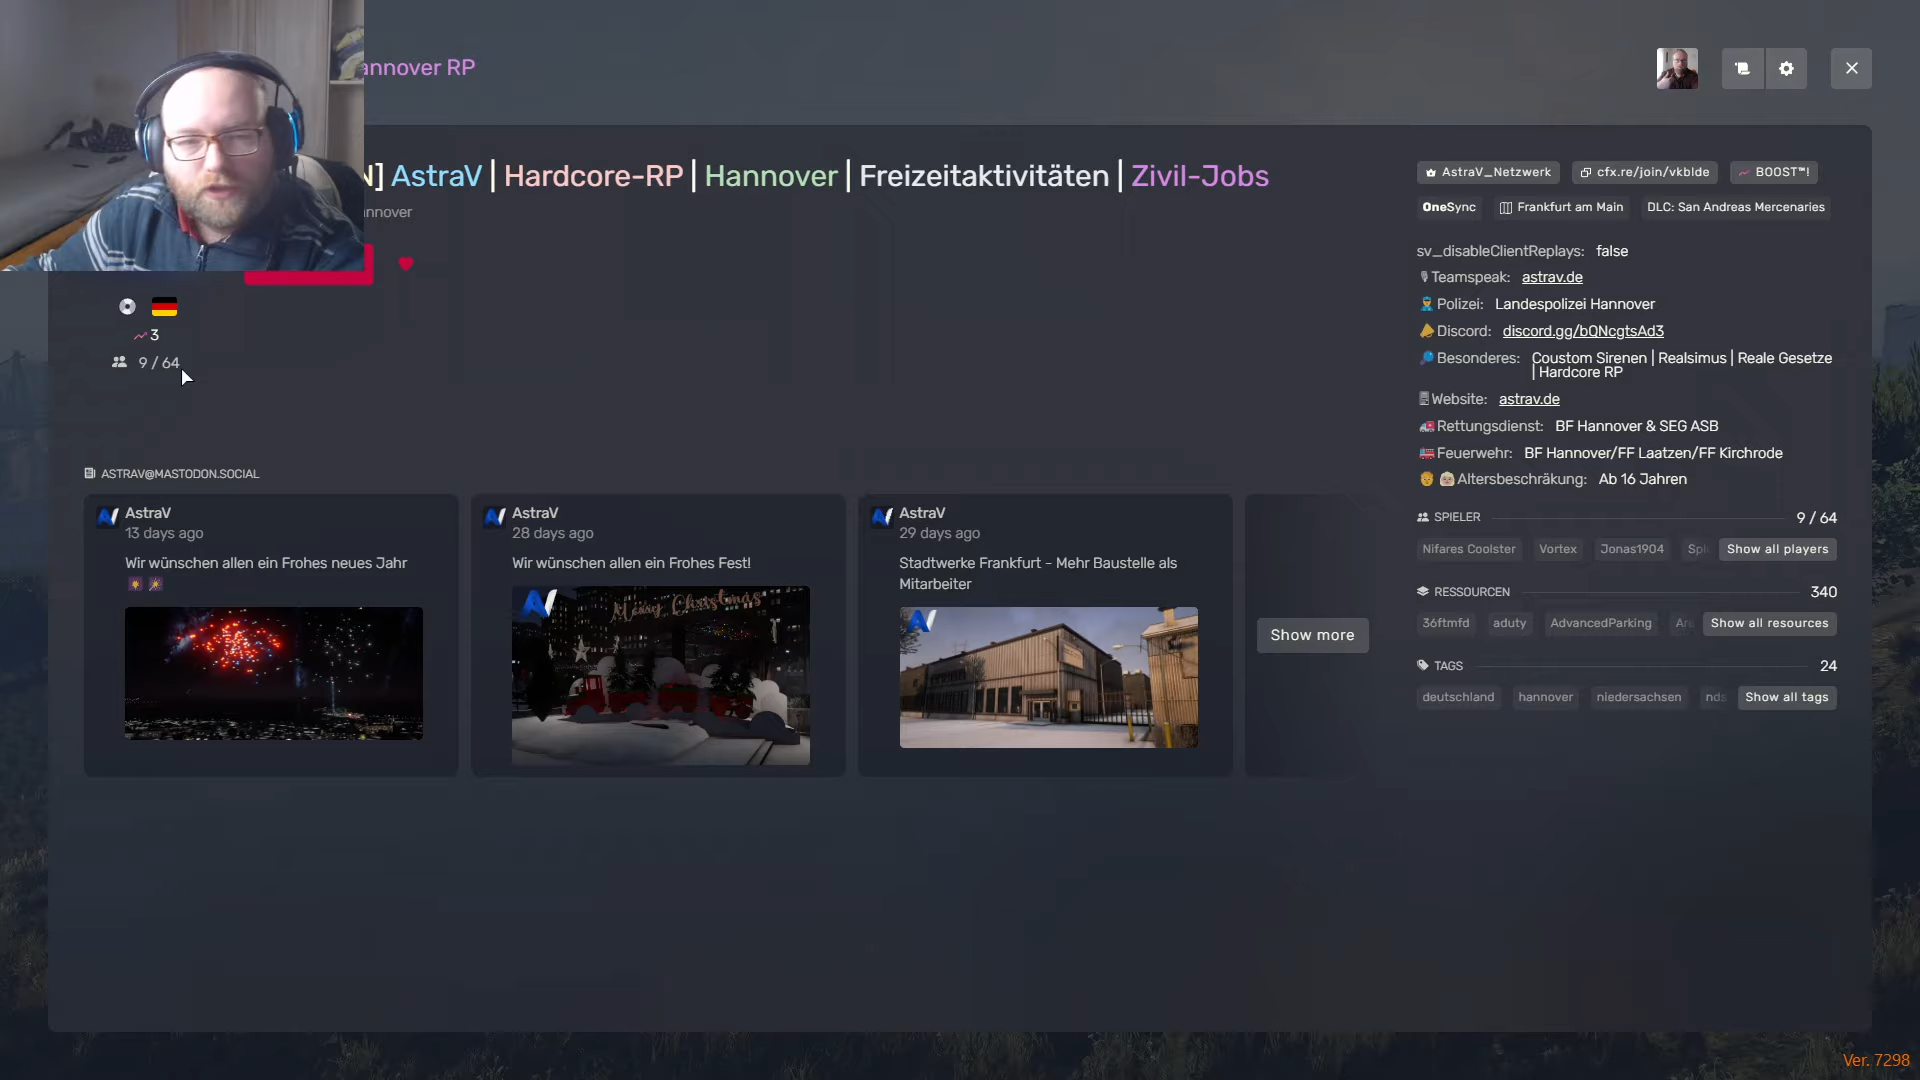 annover RP
N] AstraV | Hardcore-RP | Hannover | Freizeitaktivitäten | Zivil-Jobs
annover
3
9 / 64
ASTRAV@MASTODON.SOCIAL
AstraV
13 days ago
Wir wünschen allen ein Frohes neues Jahr
AstraV
28 days ago
Wir wünschen allen ein Frohes Fest!
Merry Christmas
AstraV
29 days ago
Stadtwerke Frankfurt - Mehr Baustelle als
Mitarbeiter
Show more
AstraV_Netzwerk
cfx.re/join/vkblde
BOOST™!
OneSync
Frankfurt am Main
DLC: San Andreas Mercenaries
sv_disableClientReplays: false
Teamspeak: astrav.de
Polizei: Landespolizei Hannover
Discord: discord.gg/bQNcgtsAd3
Besonderes: Coustom Sirenen | Realsimus | Reale Gesetze
| Hardcore RP
Website: astrav.de
Rettungsdienst: BF Hannover & SEG ASB
Feuerwehr: BF Hannover/FF Laatzen/FF Kirchrode
Altersbeschräkung: Ab 16 Jahren
SPIELER 9 / 64
Nifares Coolster Vortex Jonas1904 Spl Show all players
RESSOURCEN 340
36ftmfd aduty AdvancedParking Are Show all resources
TAGS 24
deutschland hannover niedersachsen nds Show all tags
Ver. 7298